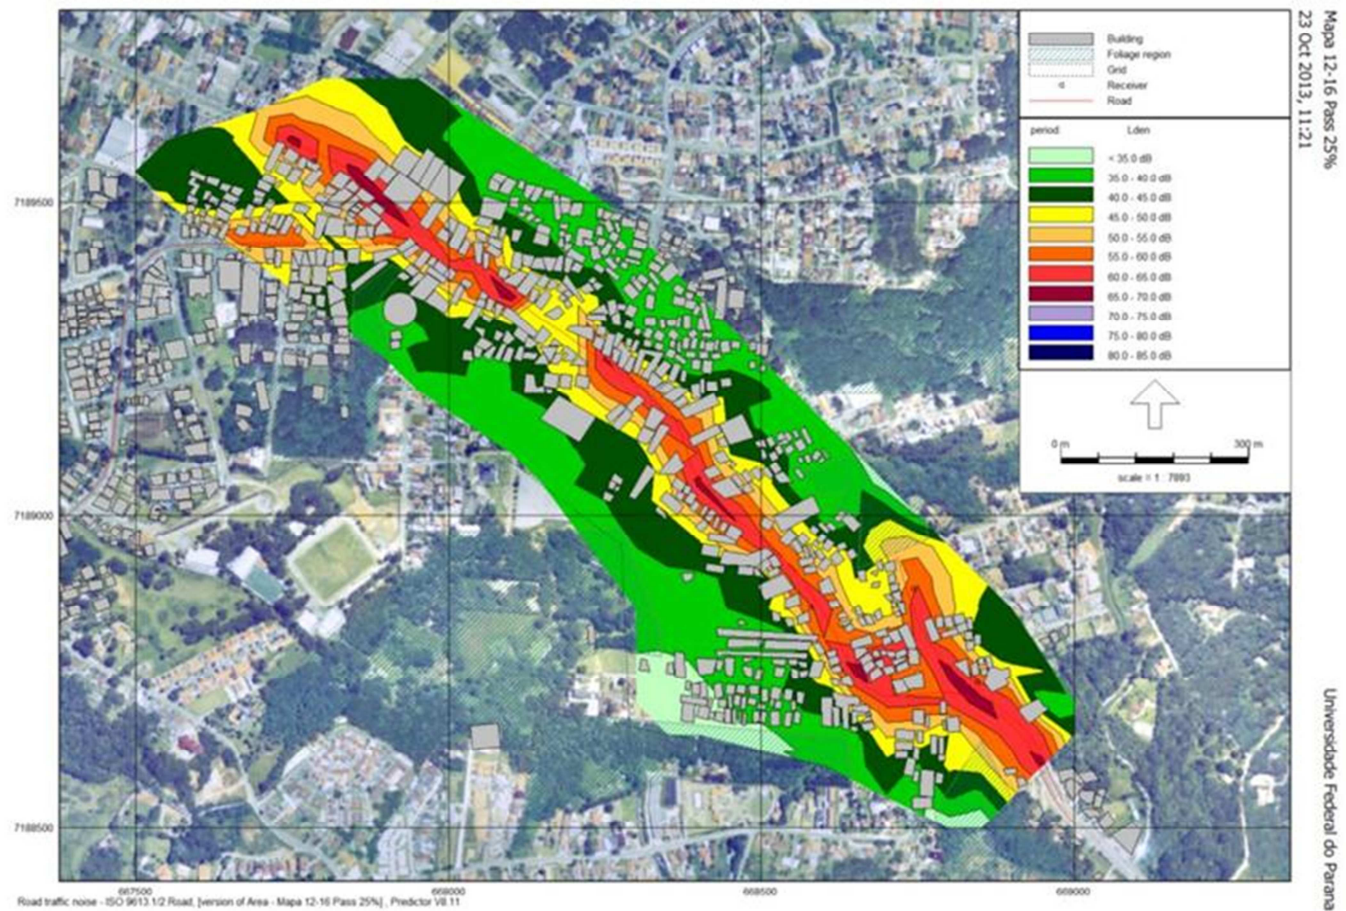 Mapa 12-16 Pass 25%
23 Oct 2013, 11:21
Building
Foliage region
Grid
Receiver
Road
period
Lden
< 35.0 dB
35.0 - 40.0 dB
40.0 - 45.0 dB
45.0 - 50.0 dB
50.0 - 55.0 dB
55.0 - 60.0 dB
60.0 - 65.0 dB
65.0 - 70.0 dB
70.0 - 75.0 dB
75.0 - 80.0 dB
80.0 - 85.0 dB
0 m
300 m
scale = 1 : 7893
7189500
7189000
7188500
667500
668000
668500
669000
Universidade Federal do Parana
Road traffic noise - ISO 9613.1/2 Road, [version of Area - Mapa 12-16 Pass 25%] , Predictor V8.11